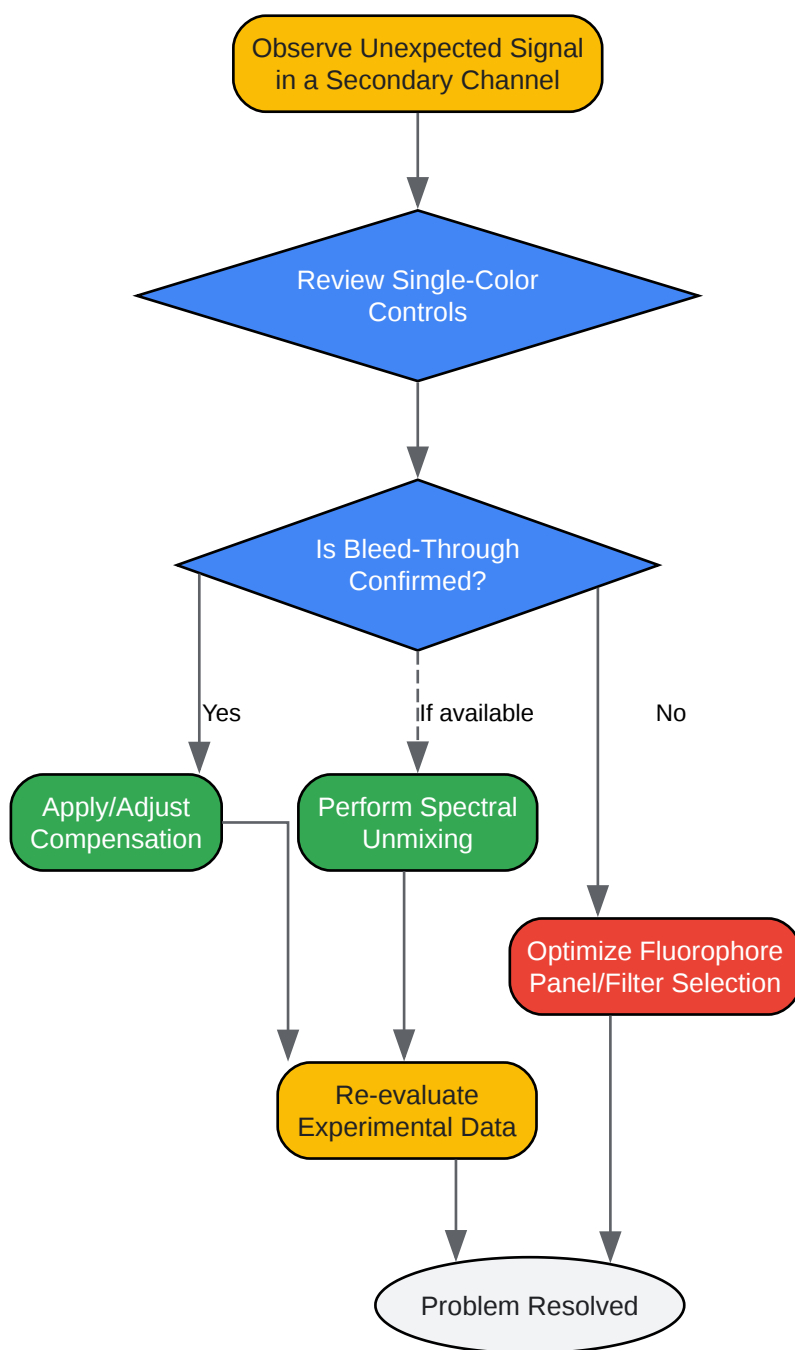 Observe Unexpected Signal
in a Secondary Channel
Review Single-Color
Controls
Is Bleed-Through
Confirmed?
Yes
If available
No
Apply/Adjust
Compensation
Perform Spectral
Unmixing
Optimize Fluorophore
Panel/Filter Selection
Re-evaluate
Experimental Data
Problem Resolved